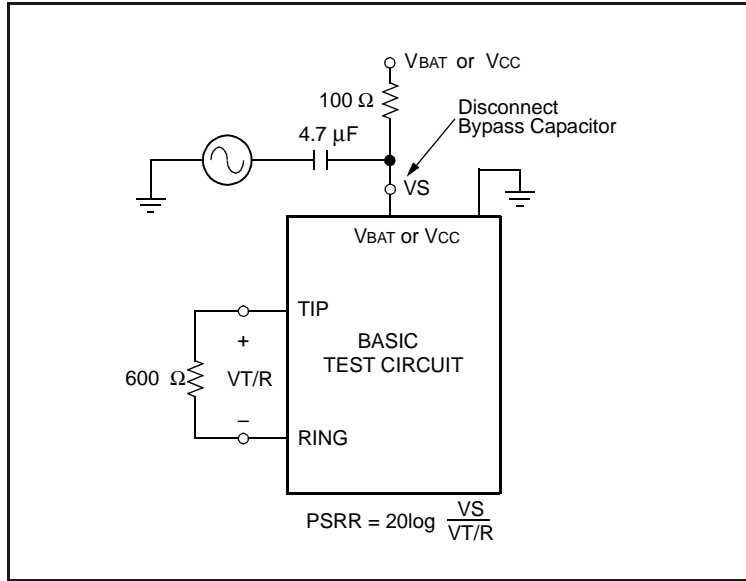 VBAT or VCC
100 Ω
Disconnect
Bypass Capacitor
4.7 μF
VS
VBAT or VCC
TIP
+
BASIC
TEST CIRCUIT
600 Ω
VT/R
–
RING
PSRR = 20log VS
VT/R